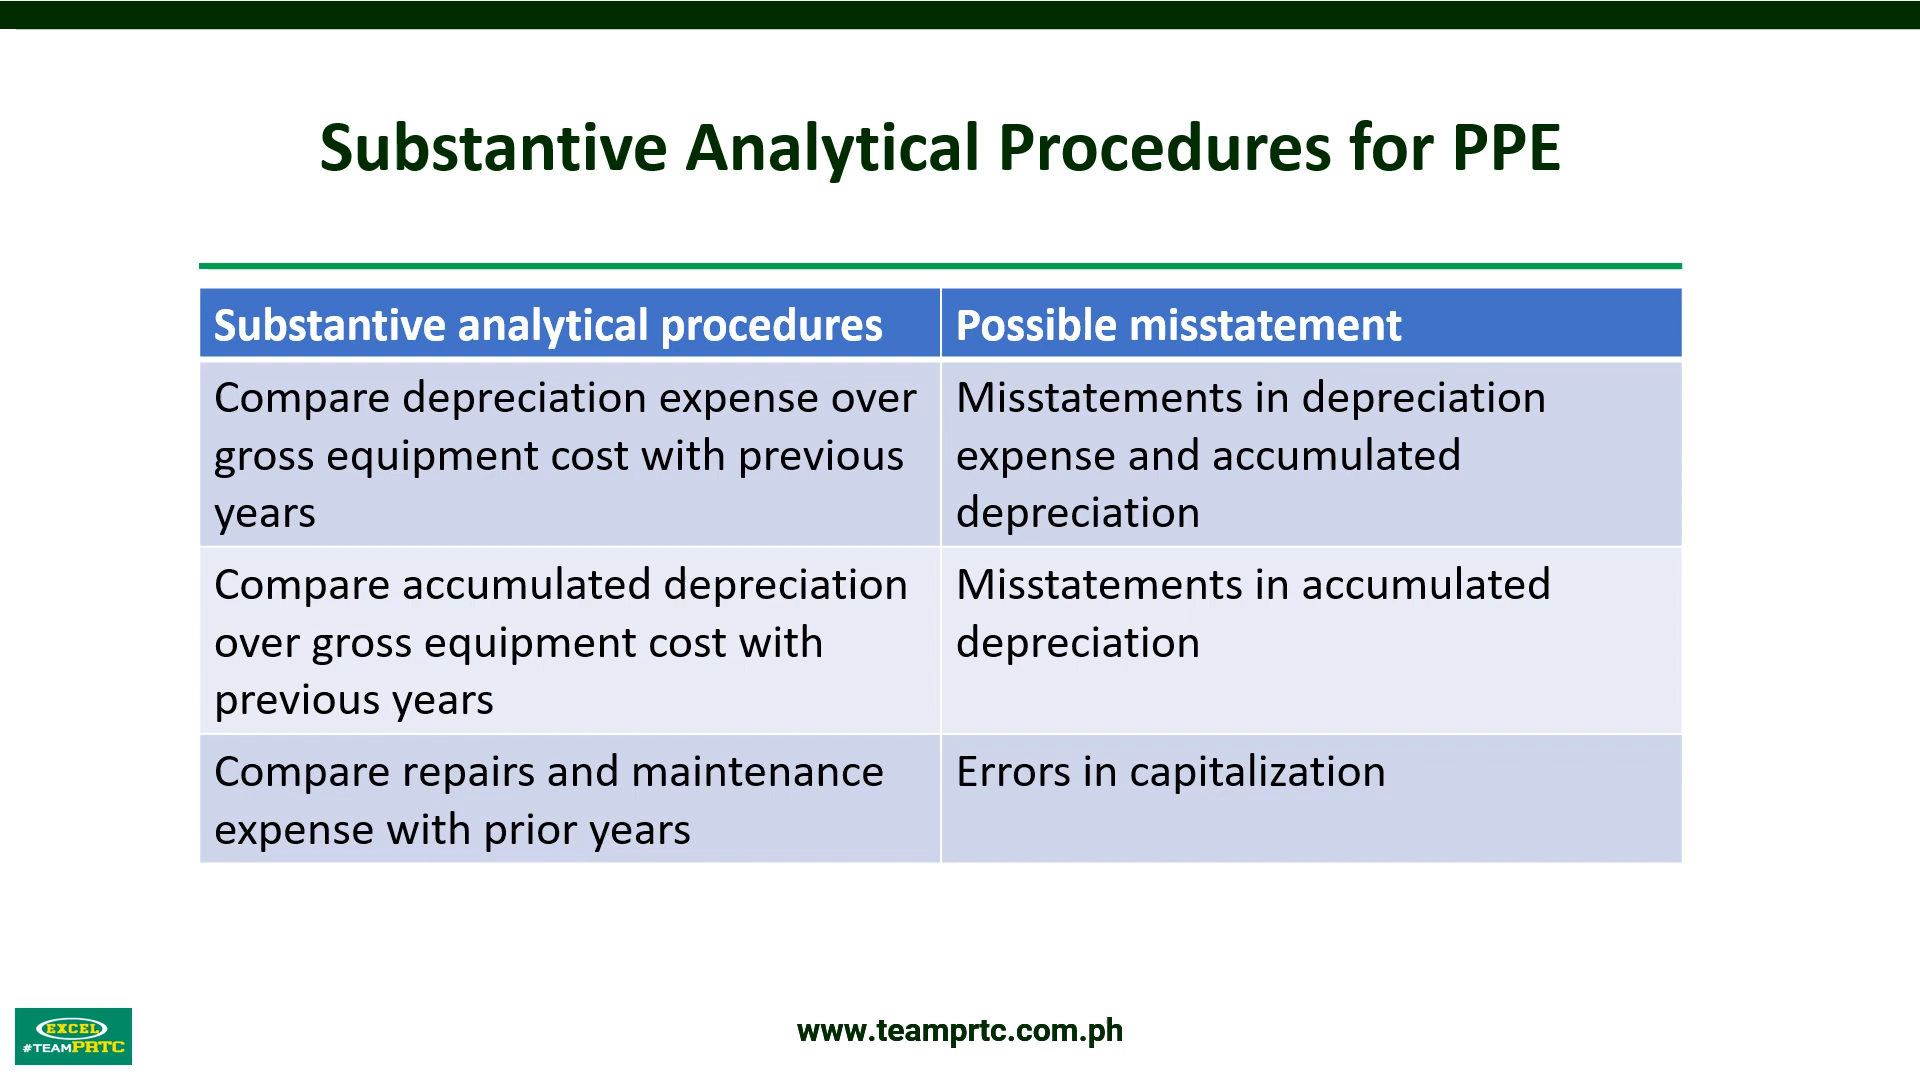 Substantive Analytical Procedures for PPE
Substantive analytical procedures
Possible misstatement
Compare depreciation expense over
gross equipment cost with previous
years
Misstatements in depreciation
expense and accumulated
depreciation
Compare accumulated depreciation
over gross equipment cost with
previous years
Misstatements in accumulated
depreciation
Compare repairs and maintenance
expense with prior years
Errors in capitalization
EXCEL
#TEAMPRTC
www.teamprtc.com.ph